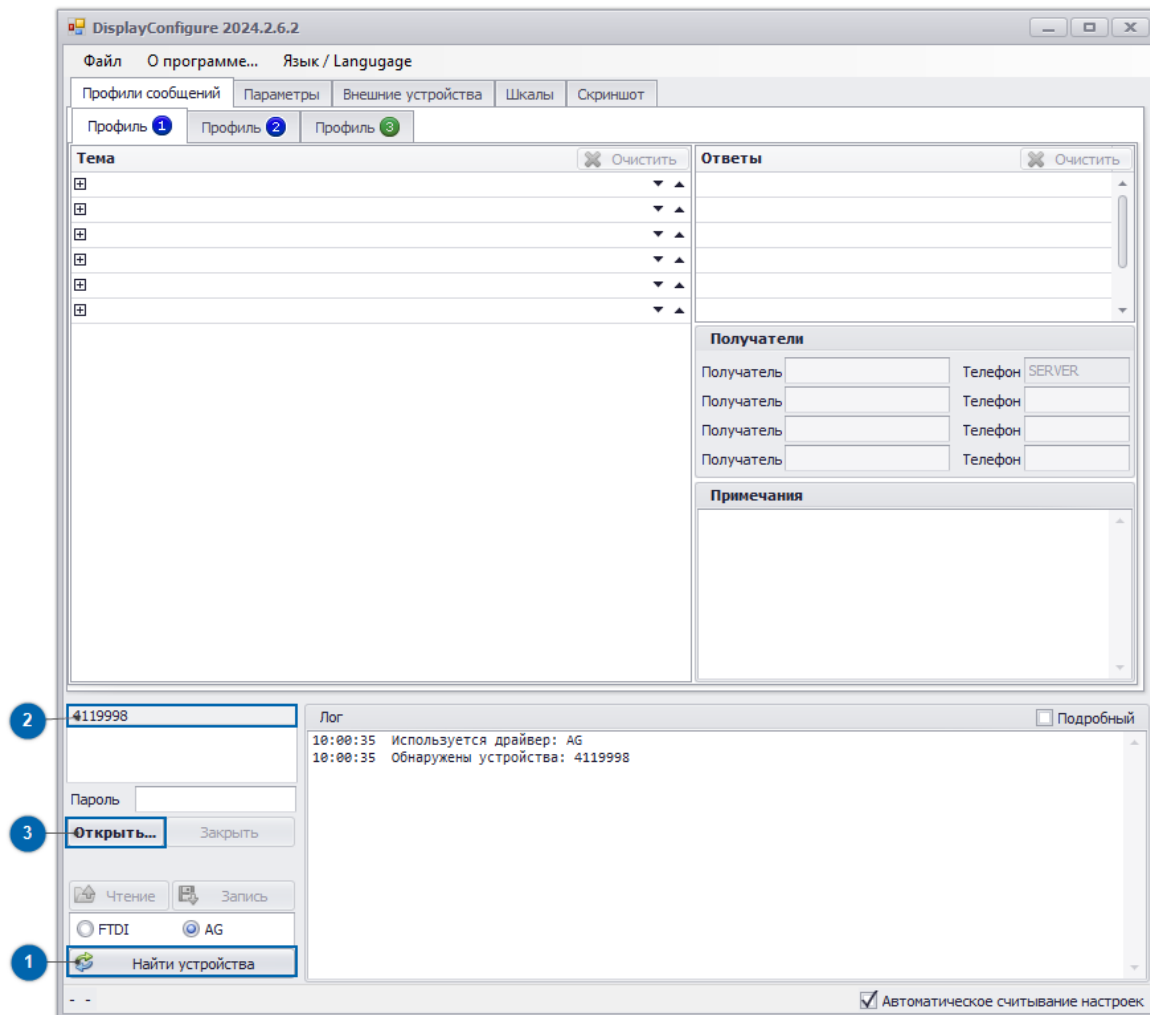 DisplayConfigure 2024.2.6.2
Файл О программе... Язык / Langugage
Профили сообщений Параметры Внешние устройства Шкалы Скриншот
Профиль 1 Профиль 2 Профиль 3
Тема Очистить Ответы Очистить
Получатели
Получатель Телефон SERVER
Получатель Телефон
Получатель Телефон
Получатель Телефон
Примечания
2 4119998 Лог Подробный
10:00:35 Используется драйвер: AG
10:00:35 Обнаружены устройства: 4119998
Пароль
3 Открыть... Закрыть
Чтение Запись
FTDI AG
1 Найти устройства
- - Автоматическое считывание настроек